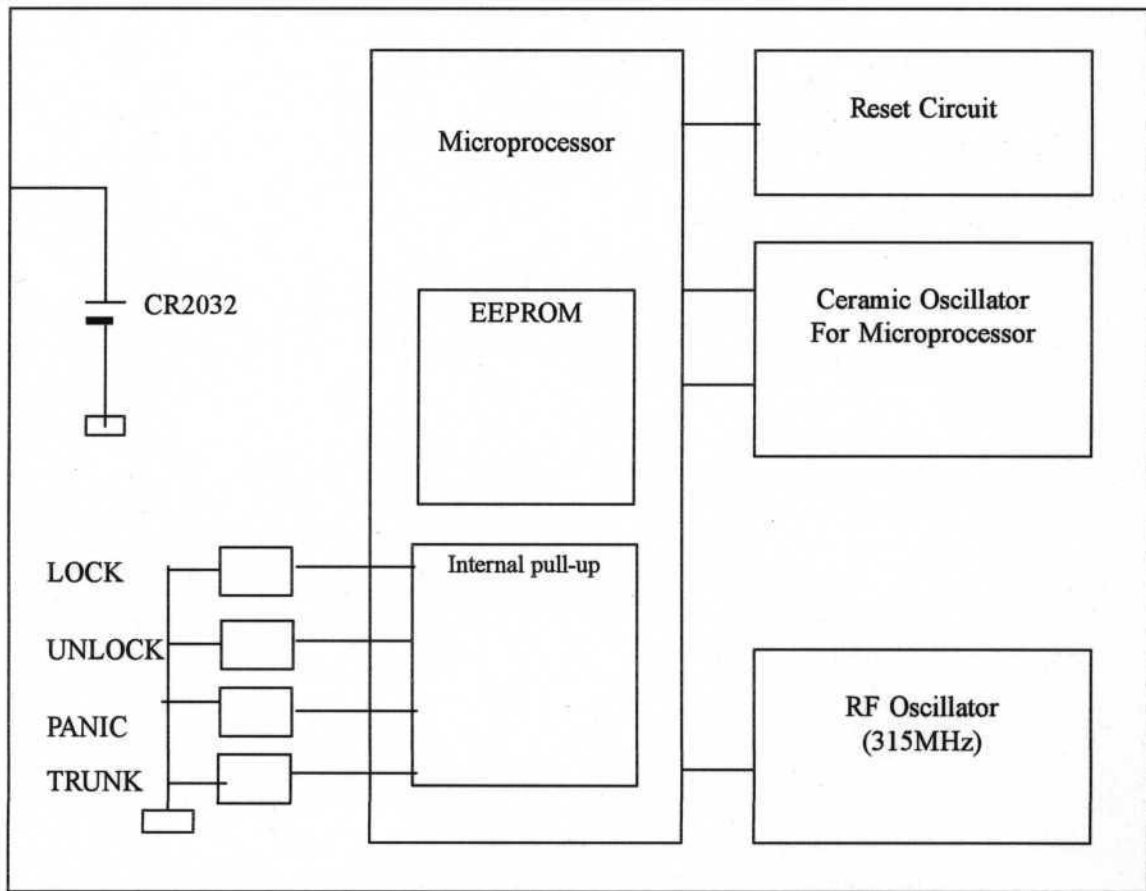 Microprocessor
Reset Circuit
CR2032
EEPROM
Ceramic Oscillator
For Microprocessor
LOCK
UNLOCK
PANIC
TRUNK
Internal pull-up
RF Oscillator
(315MHz)